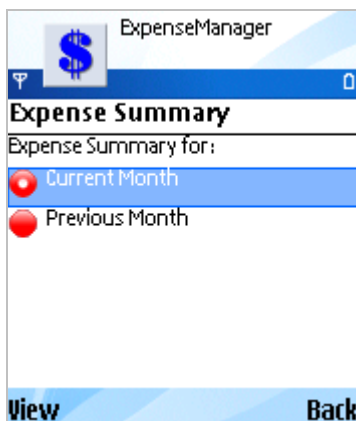 ExpenseManager
$
Expense Summary
Expense Summary for:
Current Month
Previous Month
View Back